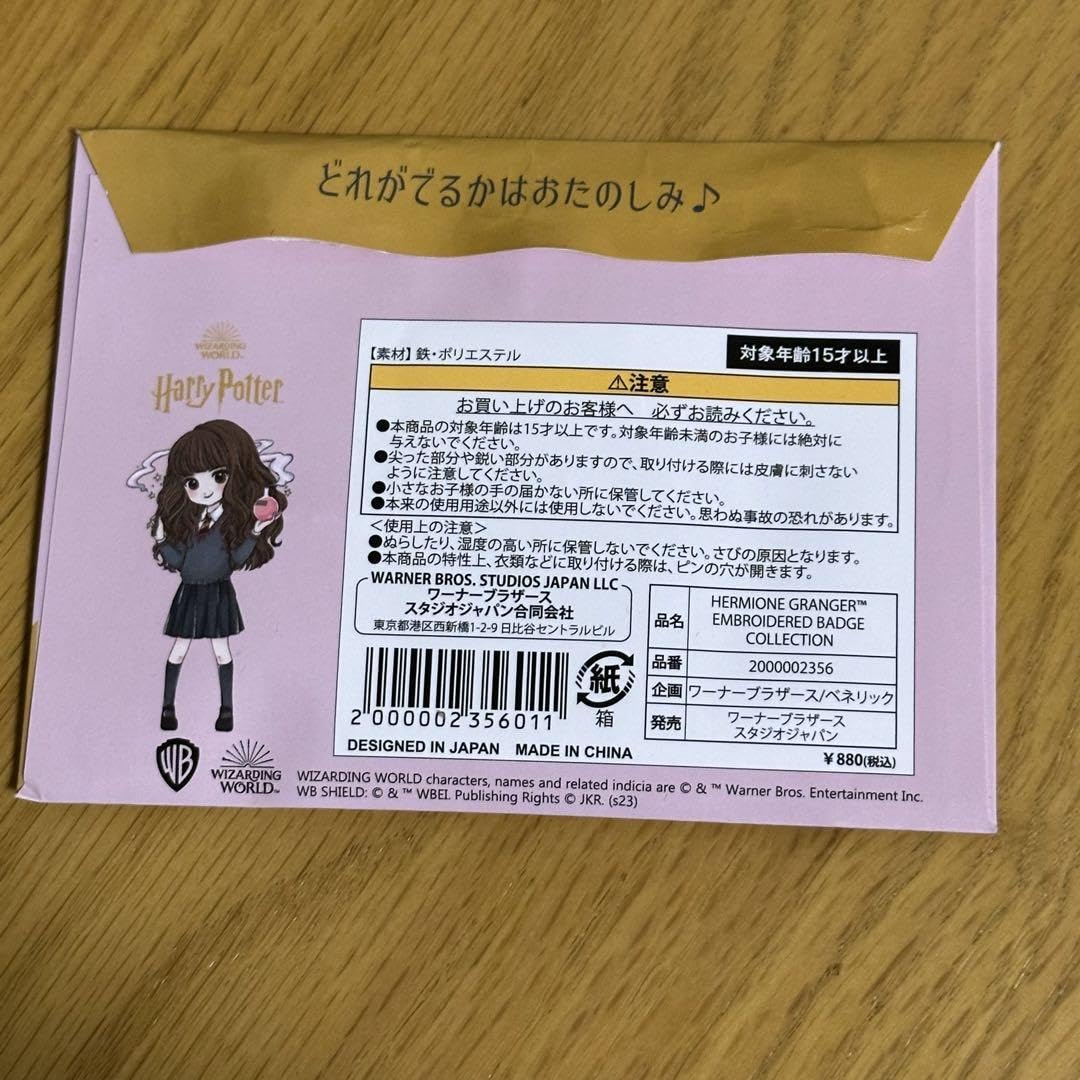 どれがでるかはおたのしみ♪
WIZARDING
WORLD™
Harry Potter
【素材】鉄・ポリエステル
対象年齢15才以上
⚠注意
お買い上げのお客様へ 必ずお読みください。
●本商品の対象年齢は15才以上です。対象年齢未満のお子様には絶対に
与えないでください。
●尖った部分や鋭い部分がありますので、取り付ける際には皮膚に刺さない
ように注意してください。
●小さなお子様の手の届かない所に保管してください。
●本来の使用用途以外には使用しないでください。思わぬ事故の恐れがあります。
＜使用上の注意＞
●ぬらしたり、湿度の高い所に保管しないでください。さびの原因となります。
●本商品の特性上、衣類などに取り付ける際は、ピンの穴が開きます。
WARNER BROS. STUDIOS JAPAN LLC
ワーナーブラザース
スタジオジャパン合同会社
東京都港区西新橋1-2-9 日比谷セントラルビル
品名 HERMIONE GRANGER™
EMBROIDERED BADGE
COLLECTION
品番 2000002356
企画 ワーナーブラザース/ベネリック
発売 ワーナーブラザース
スタジオジャパン
紙
箱
2 000002 356011
DESIGNED IN JAPAN MADE IN CHINA
￥880(税込)
WB
WIZARDING
WORLD™
WIZARDING WORLD characters, names and related indicia are © & ™ Warner Bros. Entertainment Inc.
WB SHIELD: © & ™ WBEI. Publishing Rights © JKR. (s23)